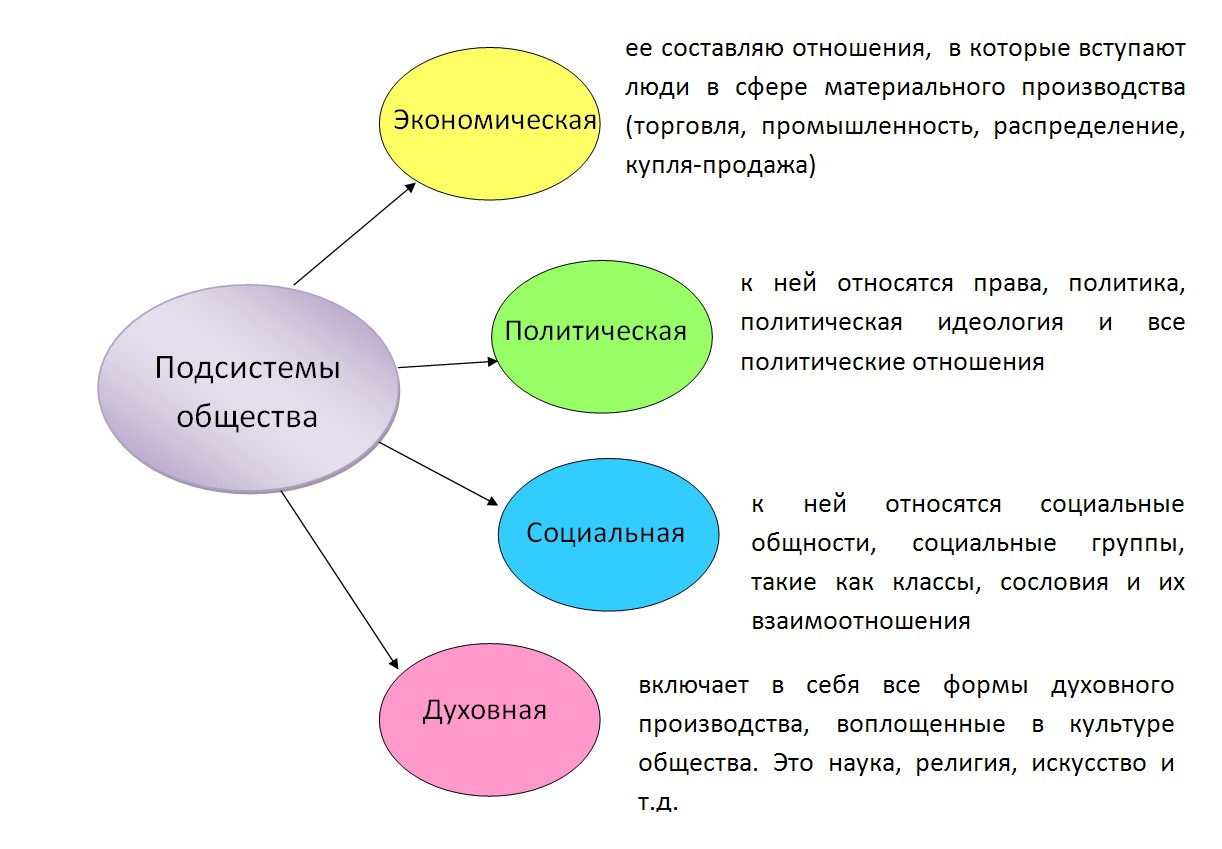 Подсистемы
общества
Экономическая
ее составляю отношения, в которые вступают
люди в сфере материального производства
(торговля, промышленность, распределение,
купля-продажа)
Политическая
к ней относятся права, политика,
политическая идеология и все
политические отношения
Социальная
к ней относятся социальные
общности, социальные группы,
такие как классы, сословия и их
взаимоотношения
Духовная
включает в себя все формы духовного
производства, воплощенные в культуре
общества. Это наука, религия, искусство и
т.д.